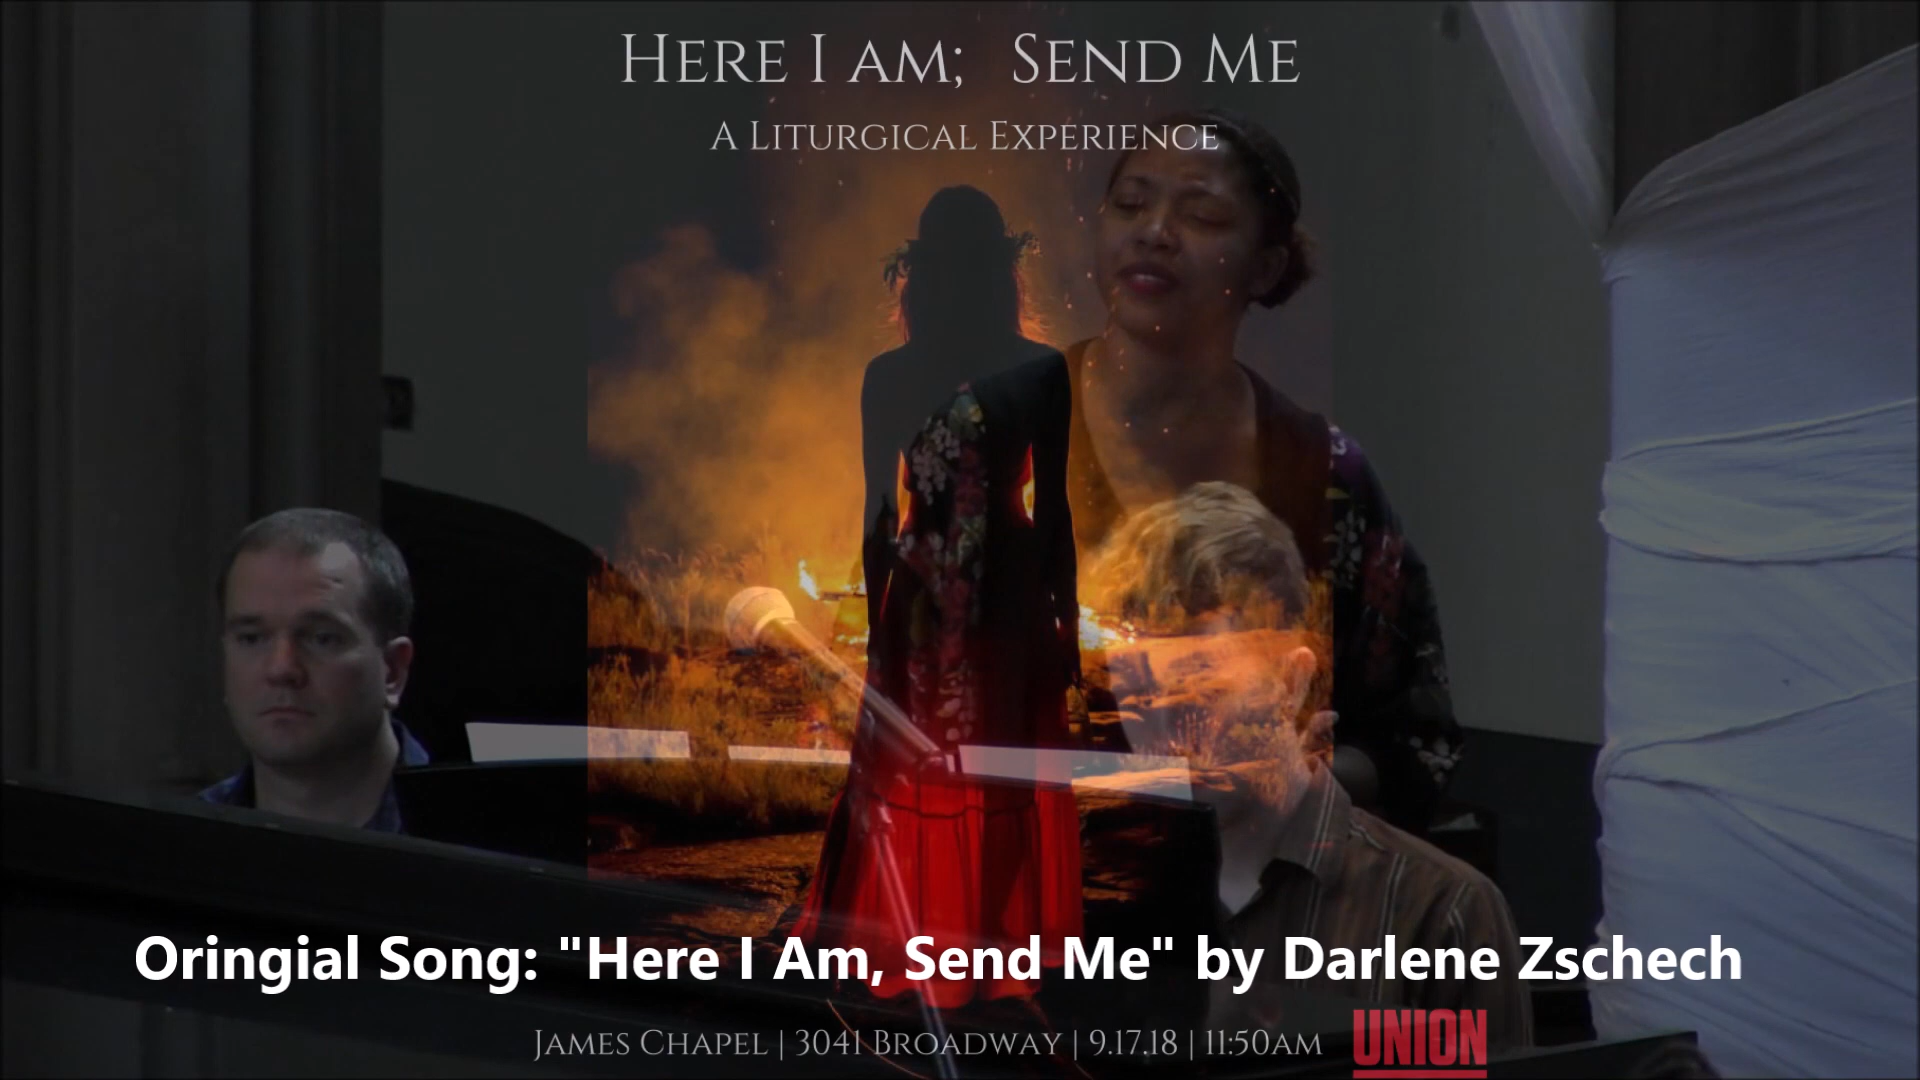 Here I am; Send Me
A Liturgical Experience
Oringial Song: "Here I Am, Send Me" by Darlene Zschech
James Chapel | 3041 Broadway | 9.17.18 | 11:50am UNION